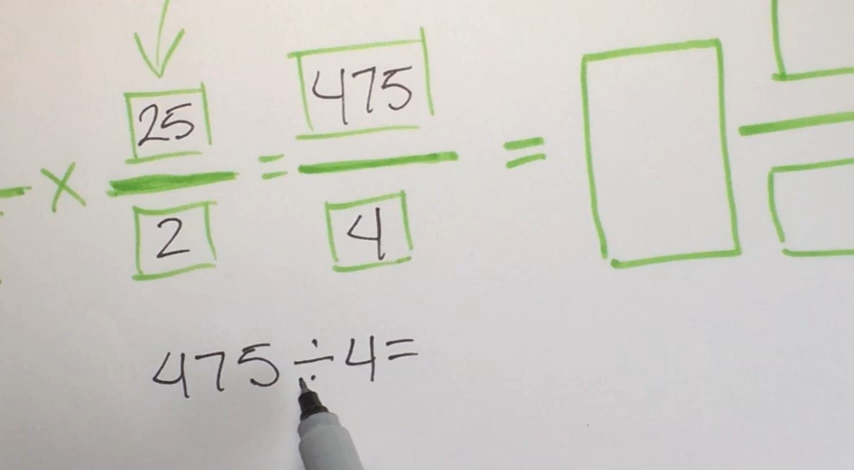 × 25/2 = 475/4 =
475÷4=